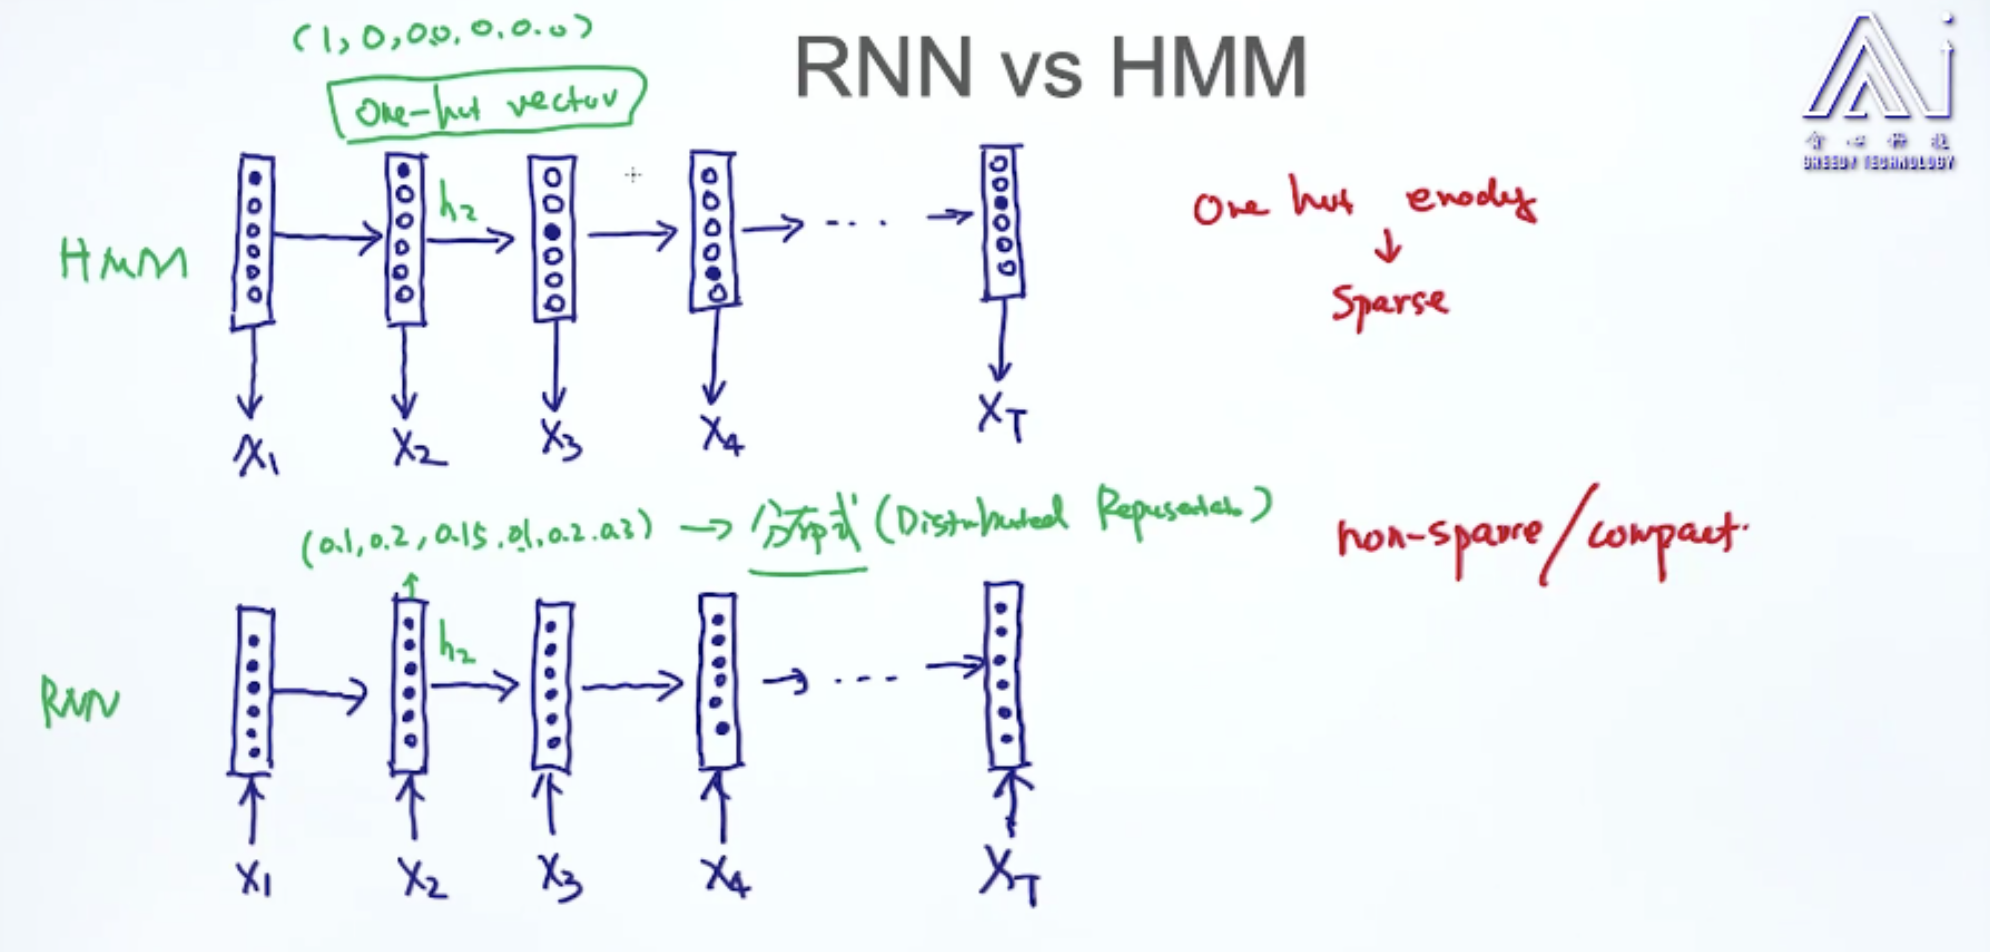 (1, 0, 0.0, 0, 0.0)
RNN vs HMM
one-hot vector
h2
HMM
One hot
↓
Sparse
X1 X2 X3 X4 ... XT
(0.1, 0.2, 0.15, 0.1, 0.2, 0.3) → 分布式 (Distributed
non-sparse / compact.
h2
RNN
X1 X2 X3 X4 ... XT
GREEDY TECHNOLOGY